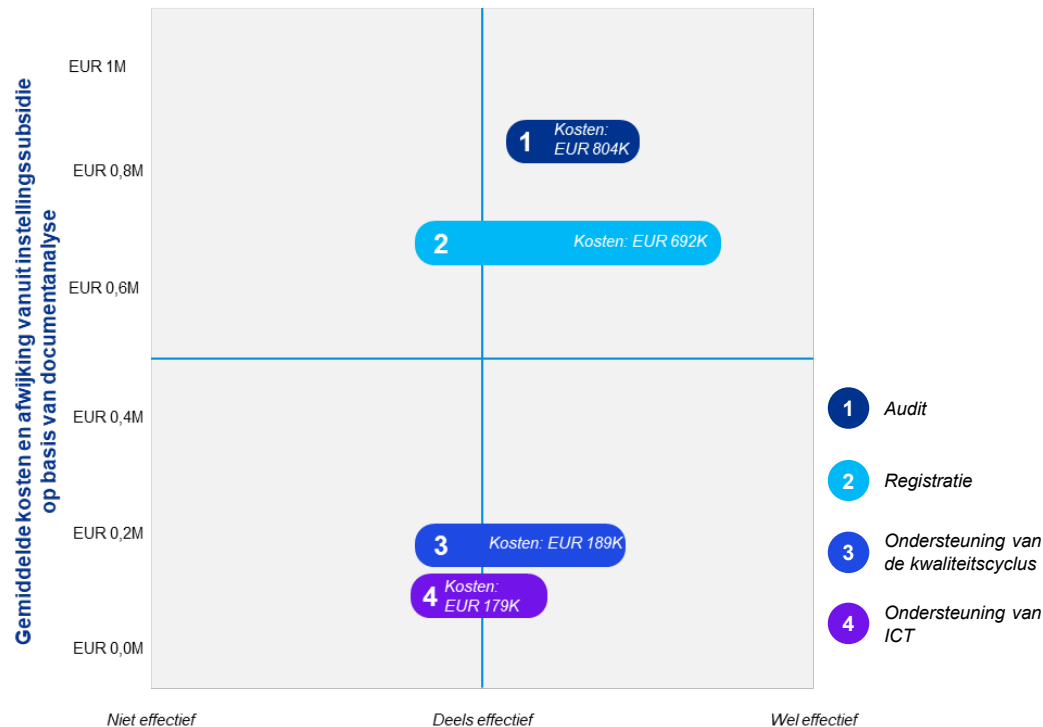 Gemiddelde kosten en afwijking vanuit instellingssubsidie
op basis van documentanalyse
EUR 1M
EUR 0,8M
EUR 0,6M
EUR 0,4M
EUR 0,2M
EUR 0,0M
1
Kosten:
EUR 804K
2
Kosten: EUR 692K
3
Kosten: EUR 189K
4
Kosten:
EUR 179K
Niet effectief
Deels effectief
Wel effectief
1
Audit
2
Registratie
3
Ondersteuning van
de kwaliteitscyclus
4
Ondersteuning van
ICT